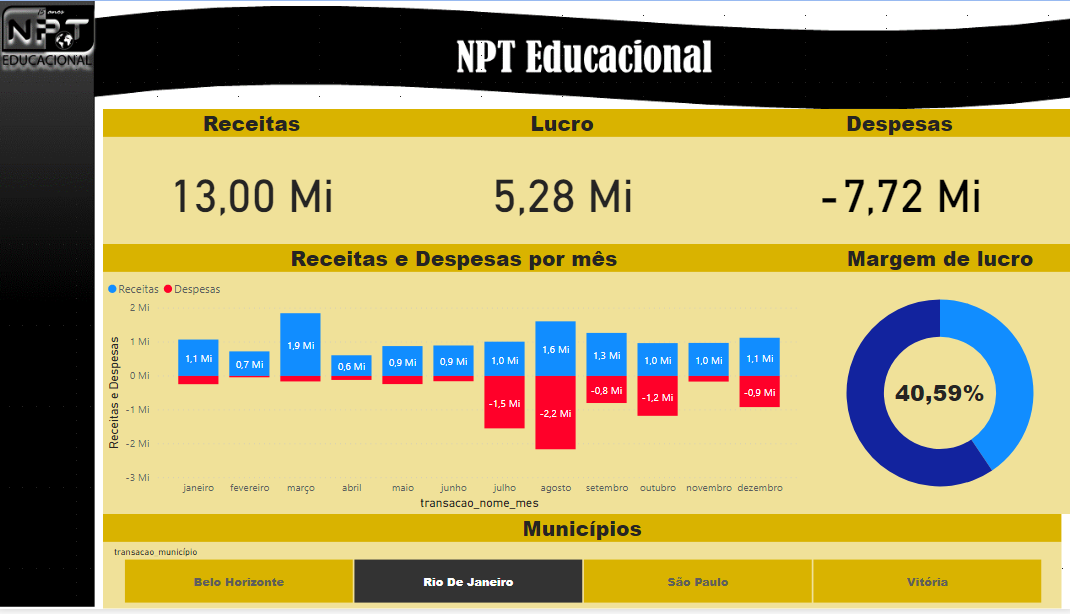 15 anos
NPT
EDUCACIONAL
NPT Educacional
Receitas Lucro Despesas
13,00 Mi 5,28 Mi -7,72 Mi
Receitas e Despesas por mês Margem de lucro
Receitas Despesas
2 Mi
1 Mi
0 Mi
-1 Mi
-2 Mi
-3 Mi
Receitas e Despesas
1,1 Mi 0,7 Mi 1,9 Mi 0,6 Mi 0,9 Mi 0,9 Mi 1,0 Mi 1,6 Mi 1,3 Mi 1,0 Mi 1,0 Mi 1,1 Mi
-1,5 Mi -2,2 Mi -0,8 Mi -1,2 Mi -0,9 Mi
40,59%
janeiro fevereiro março abril maio junho julho agosto setembro outubro novembro dezembro
transacao_nome_mes
Municípios
transacao_município
Belo Horizonte Rio De Janeiro São Paulo Vitória